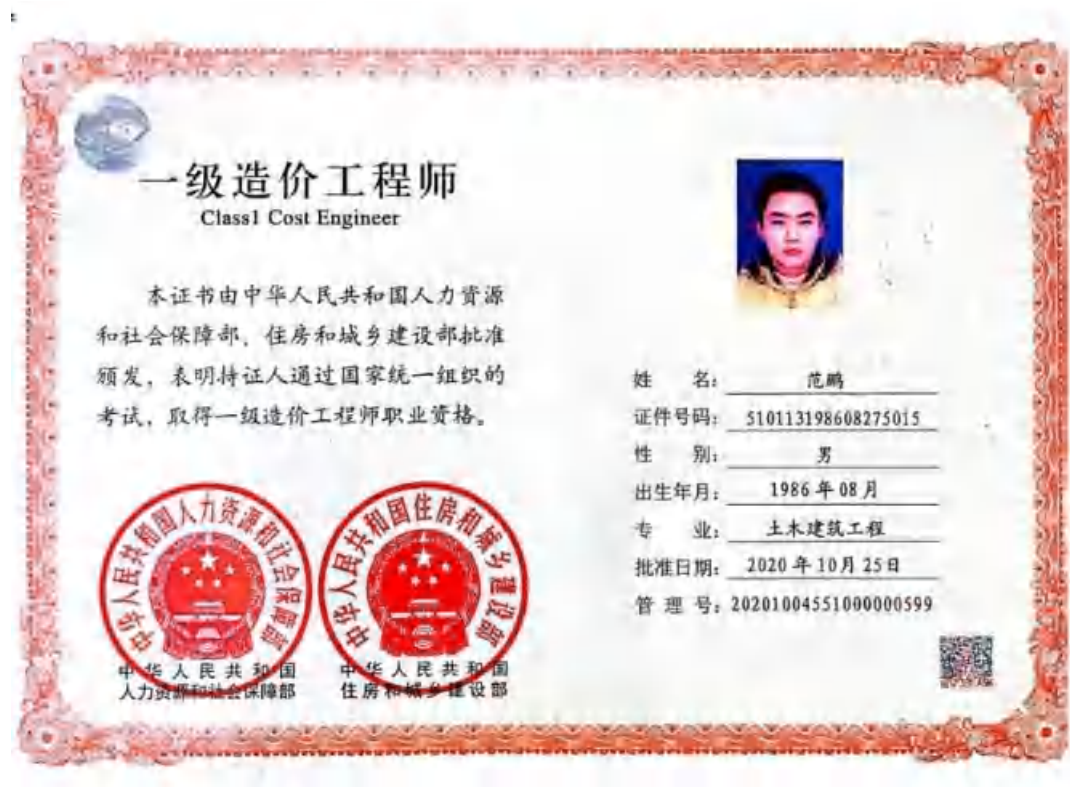 一级造价工程师
Class1 Cost Engineer
本证书由中华人民共和国人力资源
和社会保障部、住房和城乡建设部批准
颁发，表明持证人通过国家统一组织的
考试，取得一级造价工程师职业资格。
中华人民共和国人力资源和社会保障部
中华人民共和国住房和城乡建设部
中华人民共和国
人力资源和社会保障部
中华人民共和国
住房和城乡建设部
姓名：范鹏
证件号码：510113198608275015
性别：男
出生年月：1986年08月
专业：土木建筑工程
批准日期：2020年10月25日
管理号：20201004551000000599